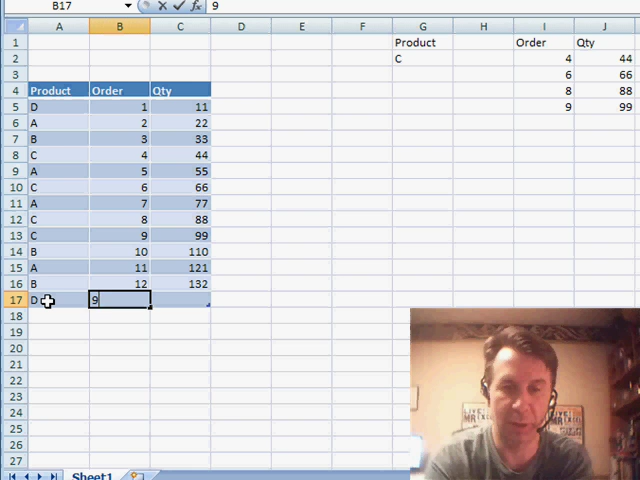 B17 fx 9
A B C D E F G H I J
1 Product Order Qty
2 C 4 44
3 6 66
4 Product Order Qty 8 88
5 D 1 11 9 99
6 A 2 22
7 B 3 33
8 C 4 44
9 A 5 55
10 C 6 66
11 A 7 77
12 C 8 88
13 C 9 99
14 B 10 110
15 A 11 121
16 B 12 132
17 D 9
18
19
20
21
22
23
24
25
26
27
Sheet1